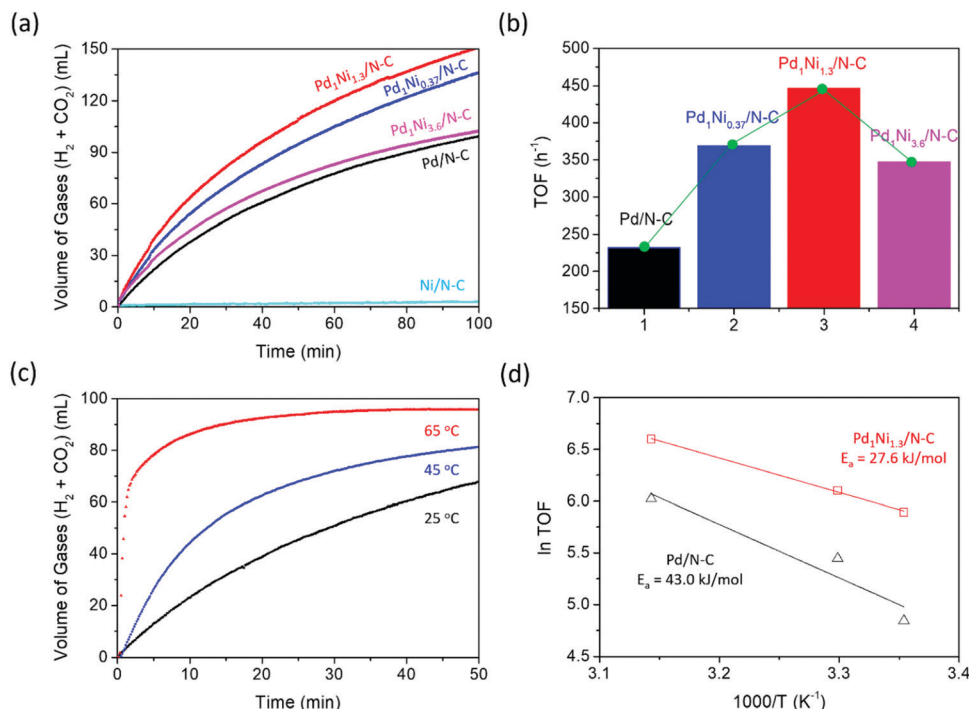 (a)
Volume of Gases (H₂ + CO₂) (mL)
150
120
90
60
30
0
Pd₁Ni₁.₃/N-C
Pd₁Ni₀.₃₇/N-C
Pd₁Ni₃.₆/N-C
Pd/N-C
Ni/N-C
0 20 40 60 80 100
Time (min)
(b)
TOF (h⁻¹)
500
450
400
350
300
250
200
150
Pd/N-C
Pd₁Ni₀.₃₇/N-C
Pd₁Ni₁.₃/N-C
Pd₁Ni₃.₆/N-C
1 2 3 4
(c)
Volume of Gases (H₂ + CO₂) (mL)
100
80
60
40
20
0
65 °C
45 °C
25 °C
0 10 20 30 40 50
Time (min)
(d)
ln TOF
7.0
6.5
6.0
5.5
5.0
4.5
Pd₁Ni₁.₃/N-C
Eₐ = 27.6 kJ/mol
Pd/N-C
Eₐ = 43.0 kJ/mol
3.1 3.2 3.3 3.4
1000/T (K⁻¹)